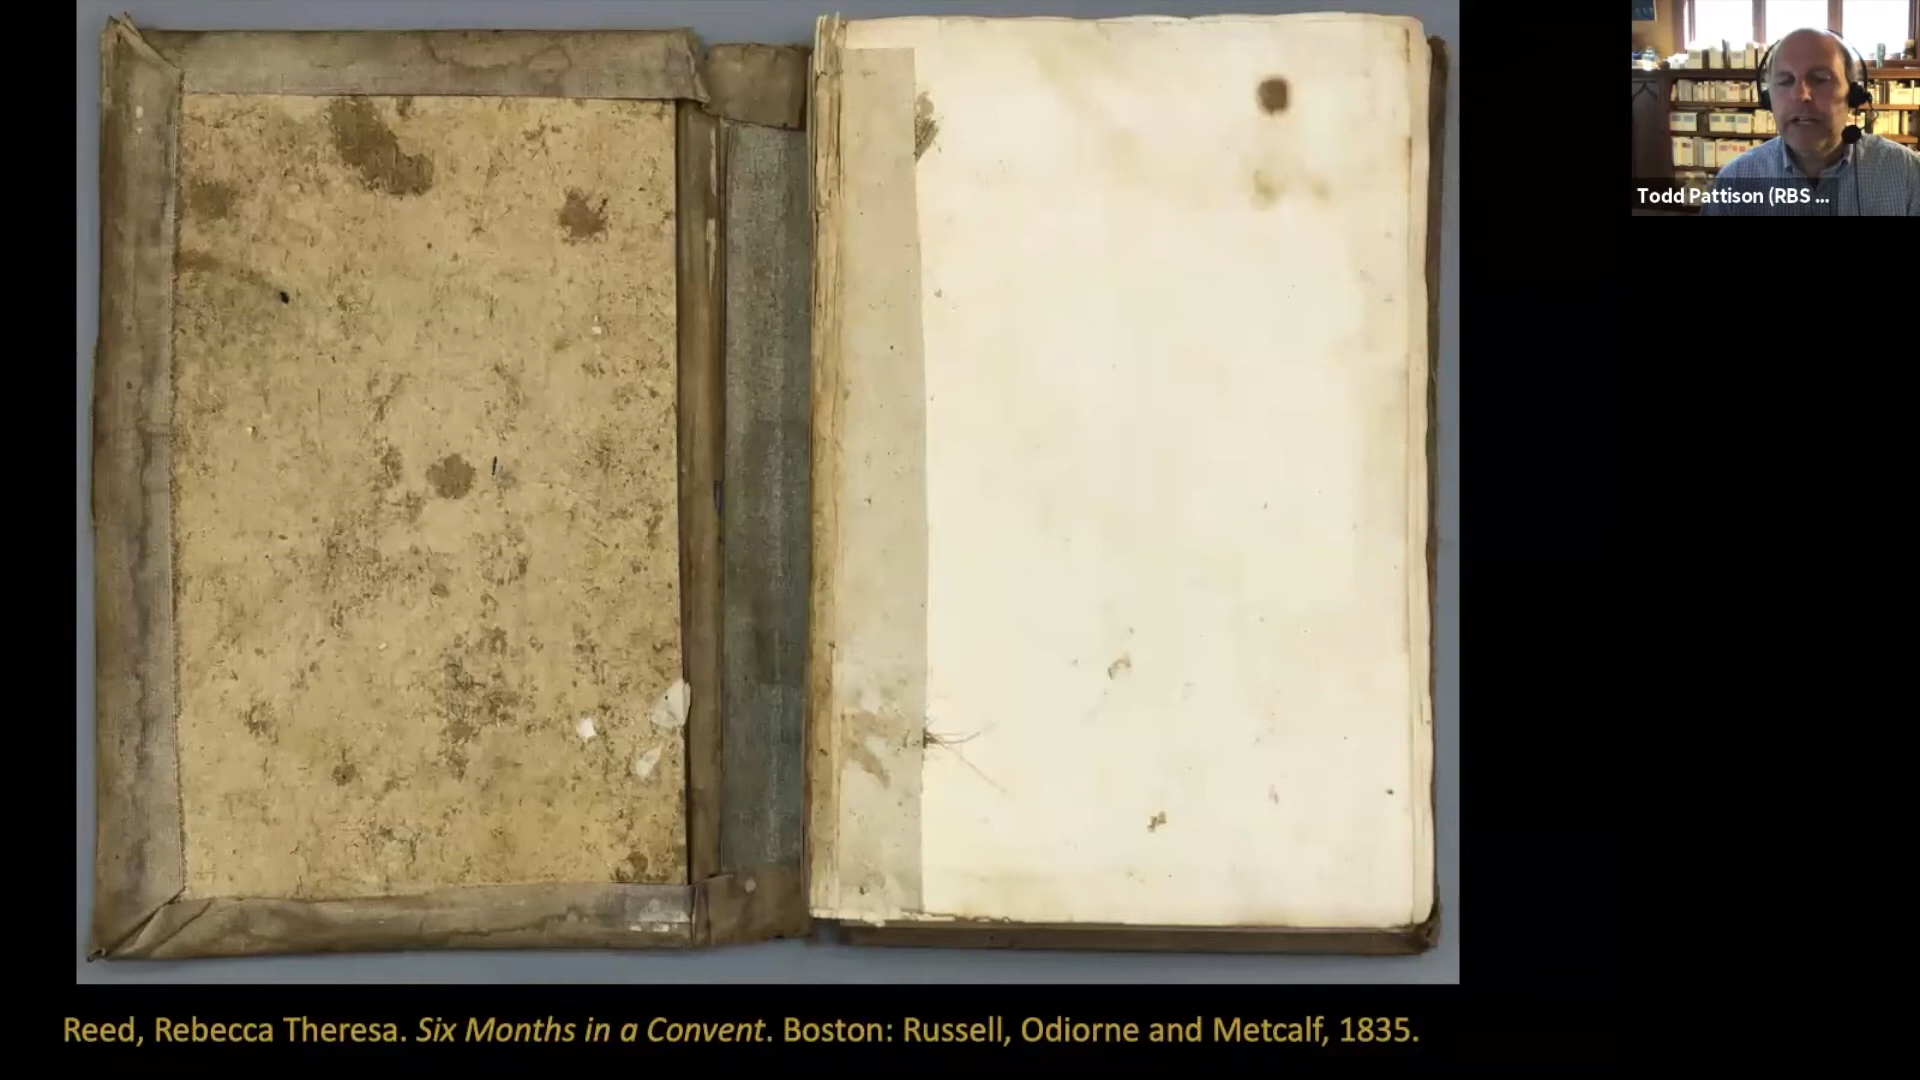 Todd Pattison (RBS ...
Reed, Rebecca Theresa. Six Months in a Convent. Boston: Russell, Odiorne and Metcalf, 1835.